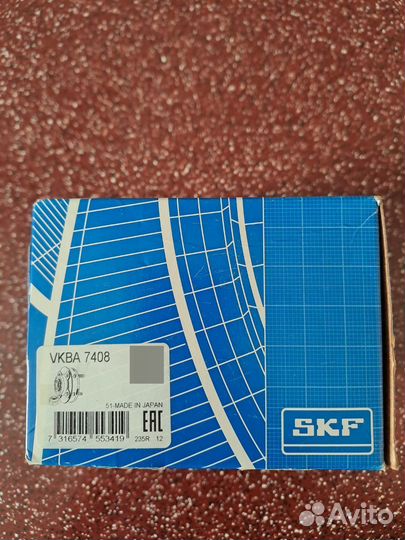 VKBA 7408
51-MADE IN JAPAN
EAC
7 316574 553419
235R 12
SKF
Avito